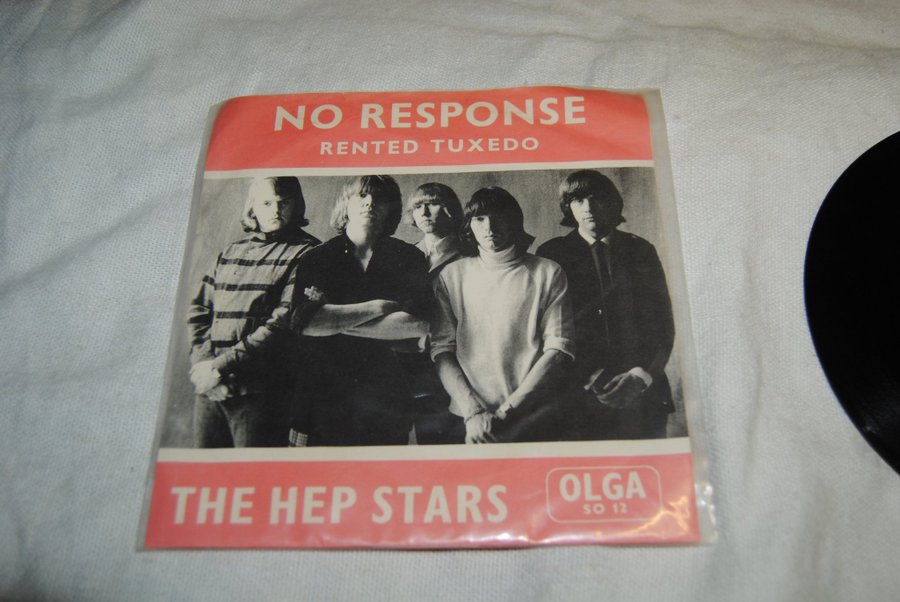 NO RESPONSE
RENTED TUXEDO
THE HEP STARS
OLGA
SO 12